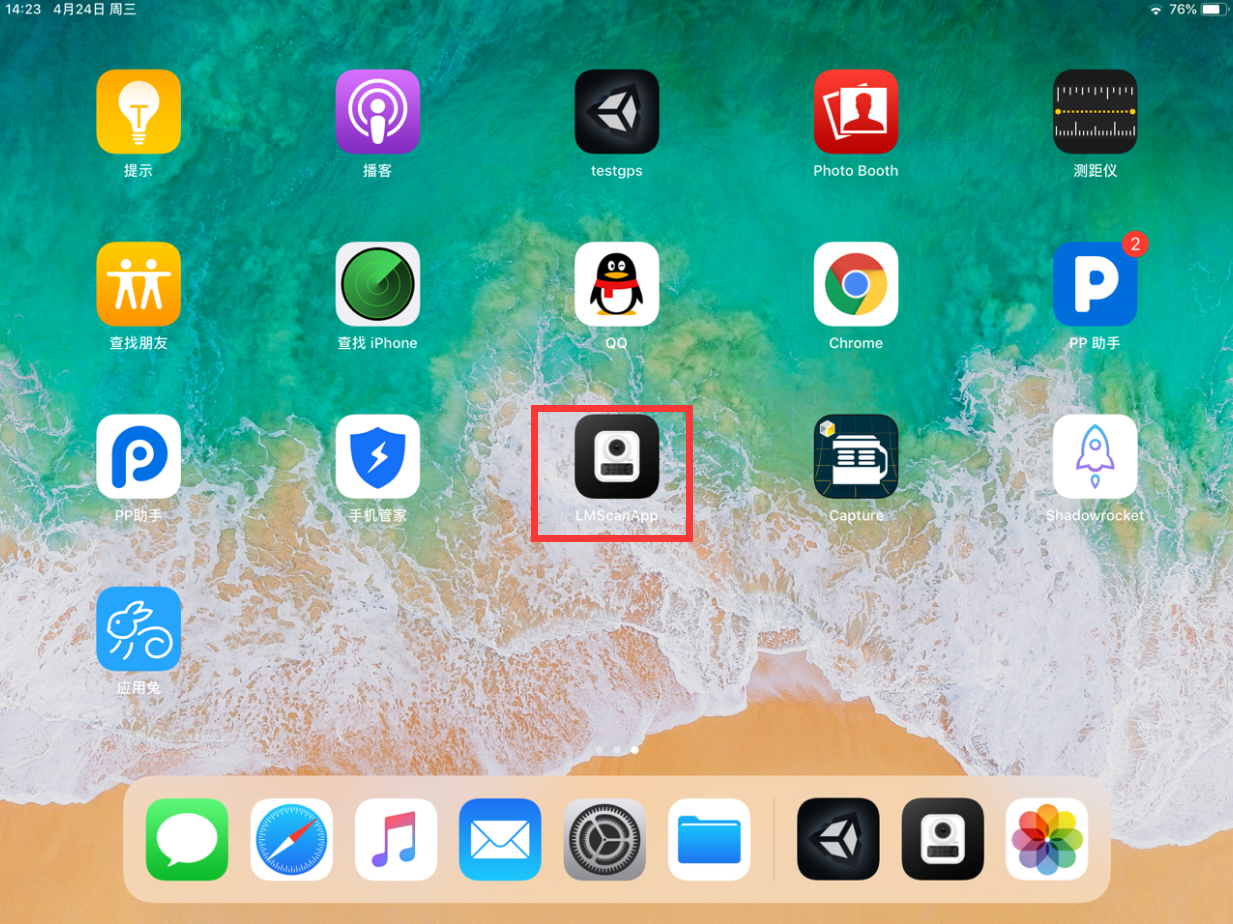 14:23 4月24日 周三
76%
提示
播客
testgps
Photo Booth
测距仪
2
查找朋友
查找 iPhone
QQ
Chrome
PP 助手
PP助手
手机管家
LMScanApp
Capture
Shadowrocket
应用兔